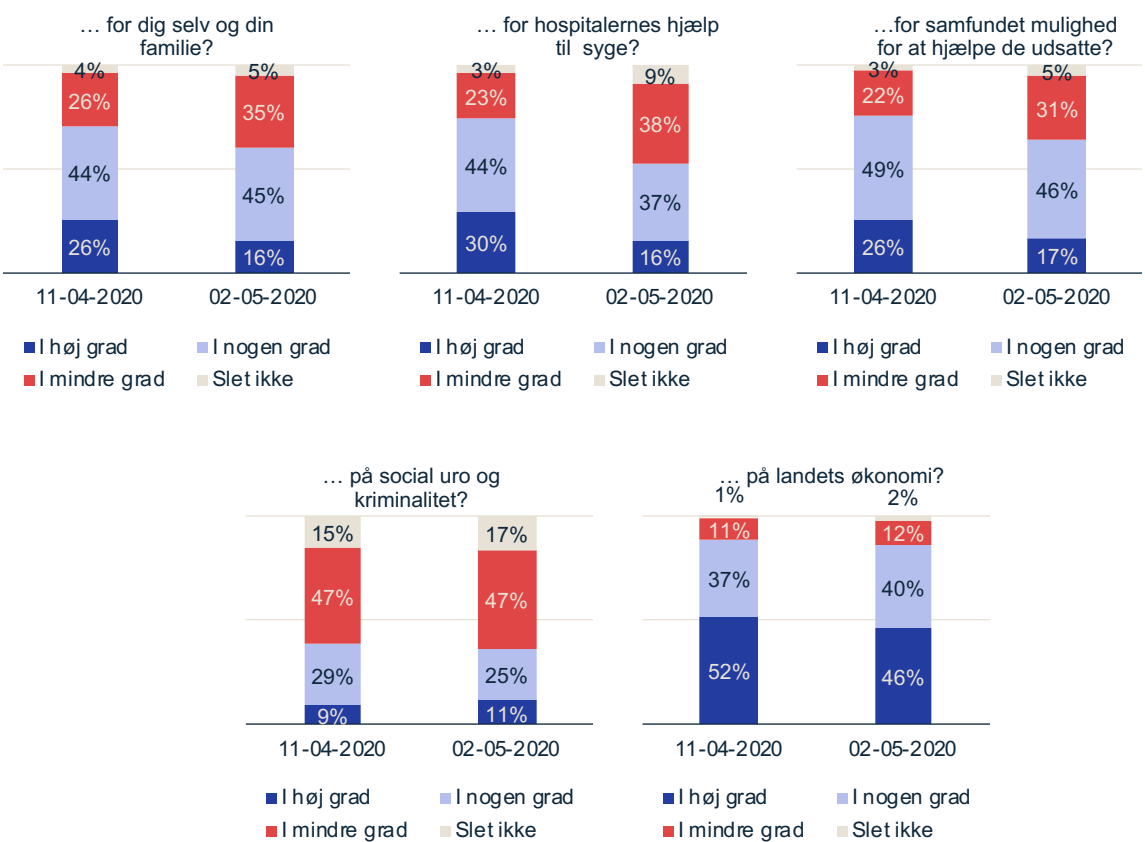 … for dig selv og din
familie?
4%
5%
26%
35%
44%
45%
26%
16%
11-04-2020 02-05-2020
I høj grad I nogen grad
I mindre grad Slet ikke
… for hospitalernes hjælp
til syge?
3%
9%
23%
38%
44%
37%
30%
16%
11-04-2020 02-05-2020
I høj grad I nogen grad
I mindre grad Slet ikke
…for samfundet mulighed
for at hjælpe de udsatte?
3%
5%
22%
31%
49%
46%
26%
17%
11-04-2020 02-05-2020
I høj grad I nogen grad
I mindre grad Slet ikke
… på social uro og
kriminalitet?
15%
17%
47%
47%
29%
25%
9%
11%
11-04-2020 02-05-2020
I høj grad I nogen grad
I mindre grad Slet ikke
… på landets økonomi?
1%
2%
11%
12%
37%
40%
52%
46%
11-04-2020 02-05-2020
I høj grad I nogen grad
I mindre grad Slet ikke